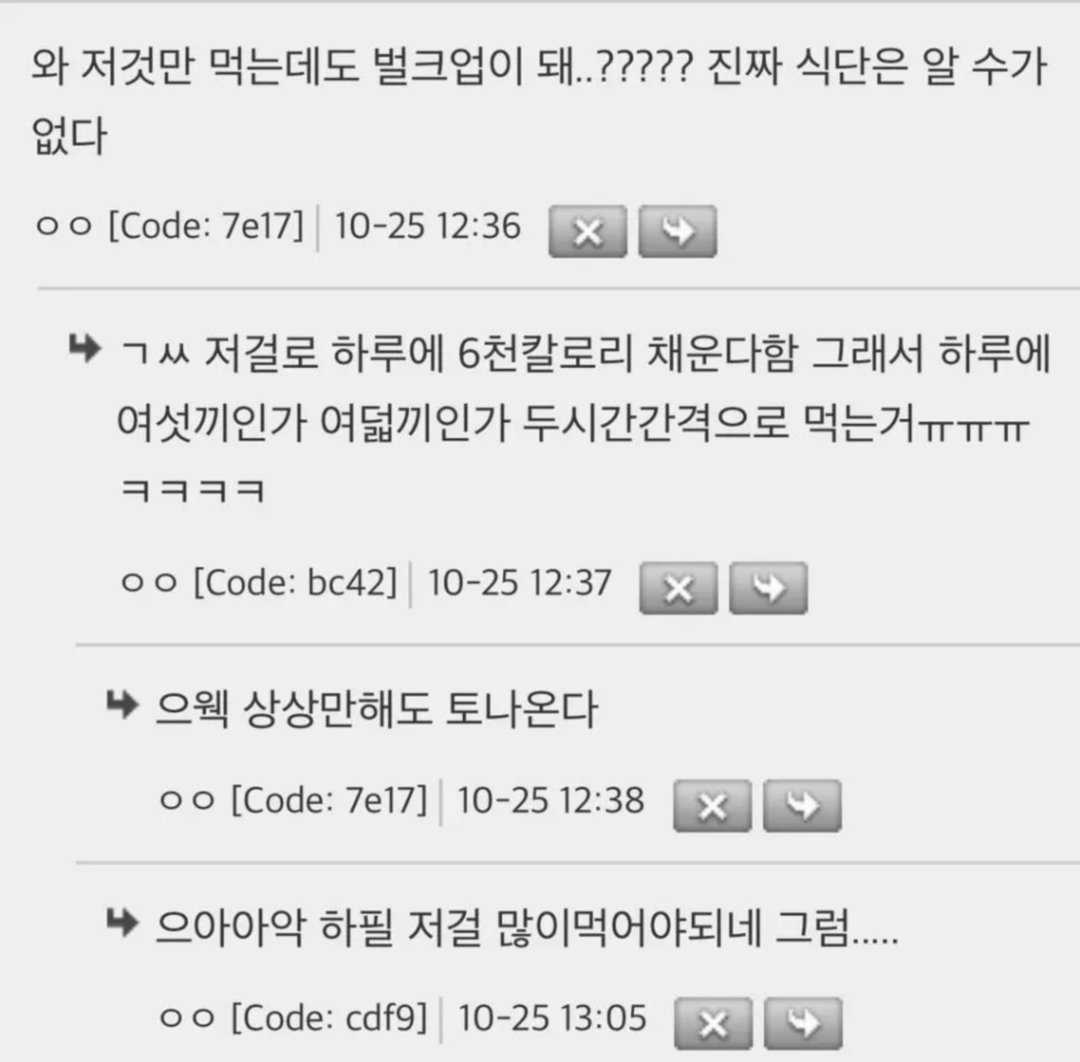 와 저것만 먹는데도 벌크업이 돼..????? 진짜 식단은 알 수가
없다
ㅇㅇ [Code: 7e17] 10-25 12:36
ㄱㅆ 저걸로 하루에 6천칼로리 채운다함 그래서 하루에
여섯끼인가 여덟끼인가 두시간간격으로 먹는거ㅠㅠㅠ
ㅋㅋㅋㅋ
ㅇㅇ [Code: bc42] 10-25 12:37
으웩 상상만해도 토나온다
ㅇㅇ [Code: 7e17] 10-25 12:38
으아아악 하필 저걸 많이먹어야되네 그럼.....
ㅇㅇ [Code: cdf9] 10-25 13:05